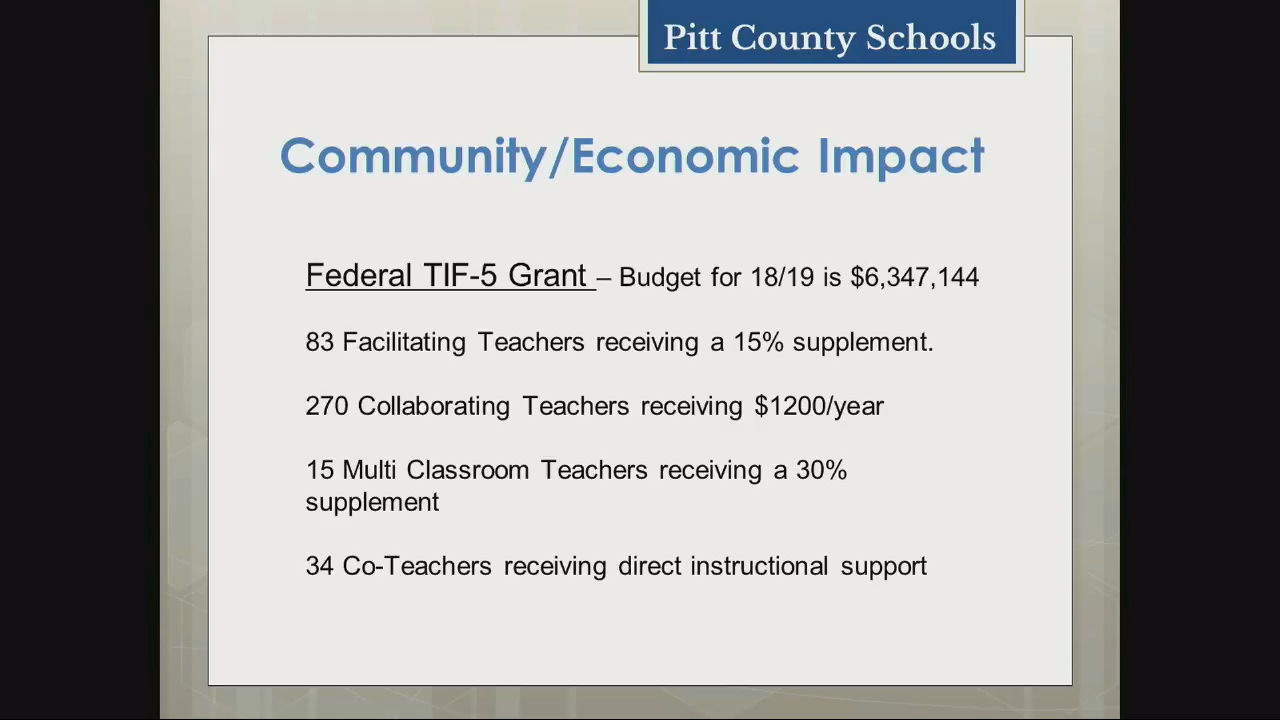 Pitt County Schools
Community/Economic Impact
Federal TIF-5 Grant – Budget for 18/19 is $6,347,144
83 Facilitating Teachers receiving a 15% supplement.
270 Collaborating Teachers receiving $1200/year
15 Multi Classroom Teachers receiving a 30%
supplement
34 Co-Teachers receiving direct instructional support